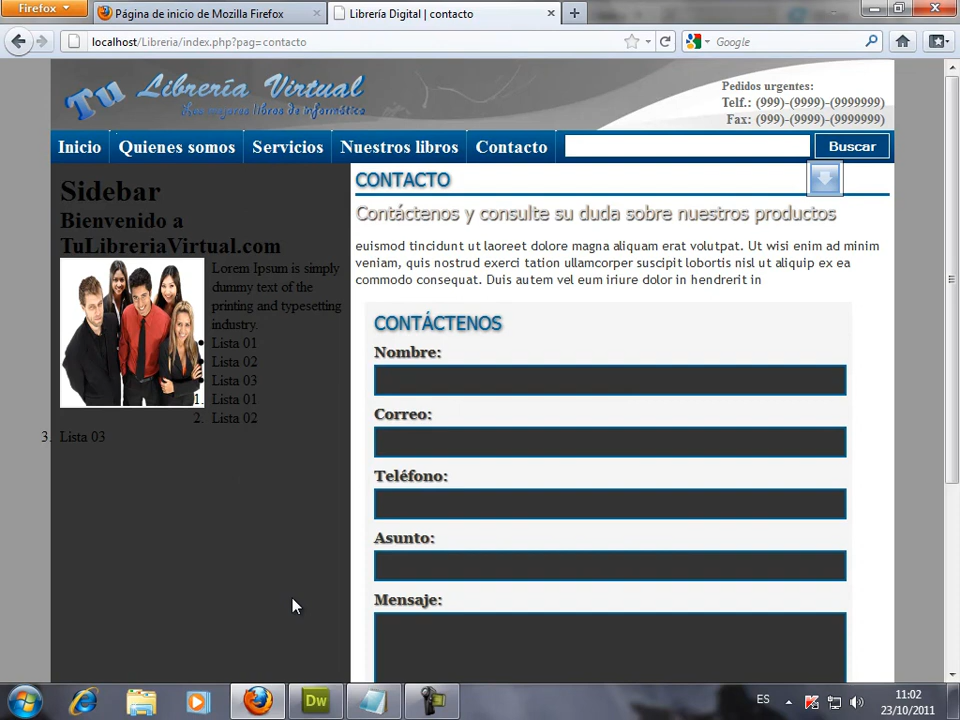 Firefox
Página de inicio de Mozilla Firefox
Librería Digital | contacto
localhost/Libreria/index.php?pag=contacto
Google
Tu Librería Virtual
Los mejores libros de informática
Pedidos urgentes:
Telf.: (999)-(9999)-(9999999)
Fax: (999)-(9999)-(9999999)
Inicio
Quienes somos
Servicios
Nuestros libros
Contacto
Buscar
Sidebar
Bienvenido a
TuLibreriaVirtual.com
Lorem Ipsum is simply
dummy text of the
printing and typesetting
industry.
Lista 01
Lista 02
Lista 03
1. Lista 01
2. Lista 02
3. Lista 03
CONTACTO
Contáctenos y consulte su duda sobre nuestros productos
euismod tincidunt ut laoreet dolore magna aliquam erat volutpat. Ut wisi enim ad minim
veniam, quis nostrud exerci tation ullamcorper suscipit lobortis nisl ut aliquip ex ea
commodo consequat. Duis autem vel eum iriure dolor in hendrerit in
CONTÁCTENOS
Nombre:
Correo:
Teléfono:
Asunto:
Mensaje:
Dw
ES
11:02
23/10/2011